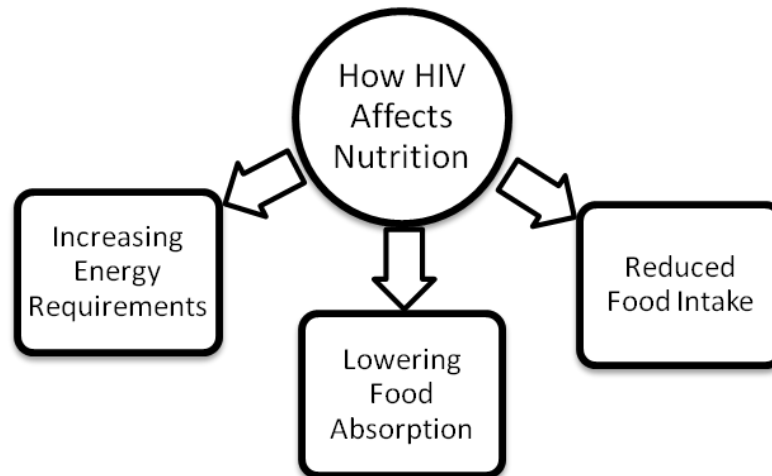 How HIV
Affects
Nutrition
Increasing
Energy
Requirements
Lowering
Food
Absorption
Reduced
Food Intake